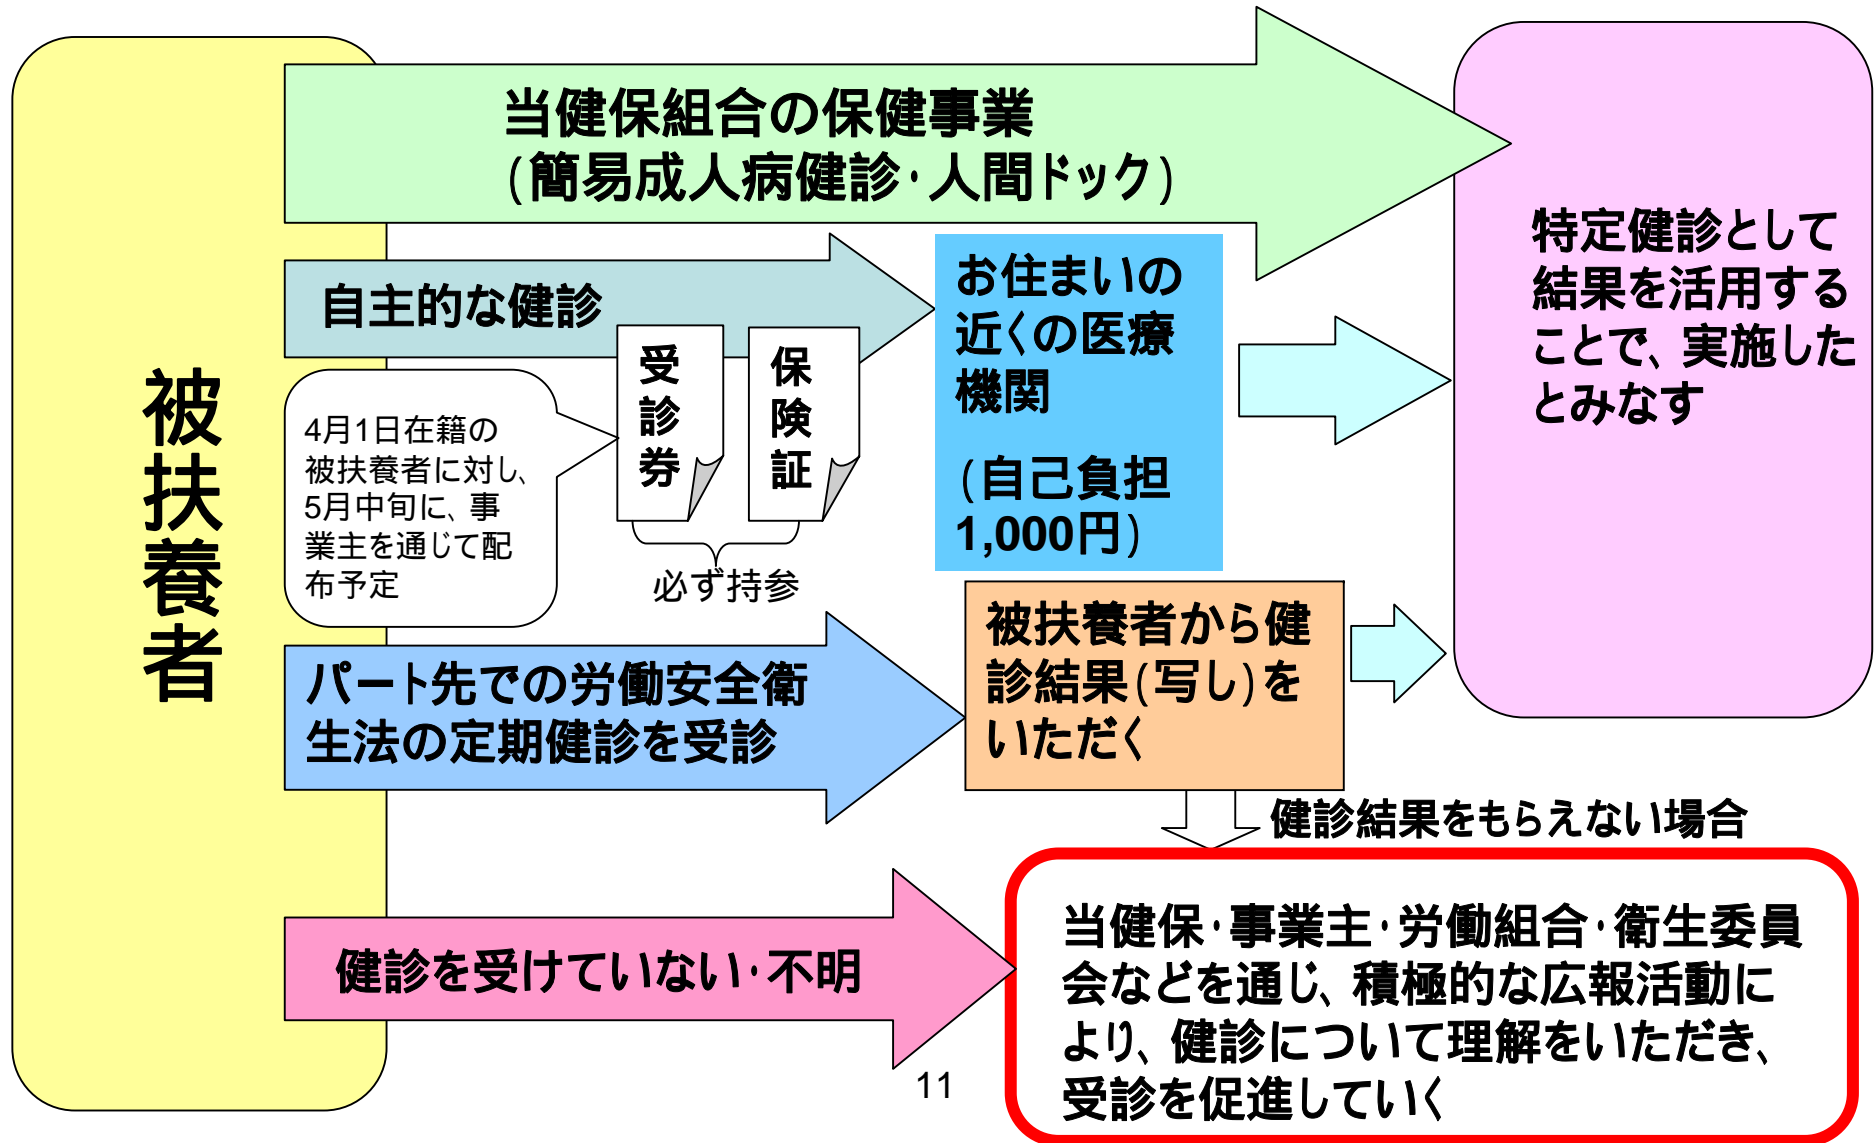 被扶養者
当健保組合の保健事業
(簡易成人病健診・人間ドック)
自主的な健診
受診券
保険証
4月1日在籍の
被扶養者に対し、
5月中旬に、事
業主を通じて配
布予定
必ず持参
お住まいの
近くの医療
機関
(自己負担
1,000円)
特定健診として
結果を活用する
ことで、実施した
とみなす
パート先での労働安全衛
生法の定期健診を受診
被扶養者から健
診結果(写し)を
いただく
健診結果をもらえない場合
健診を受けていない・不明
当健保・事業主・労働組合・衛生委員
会などを通じ、積極的な広報活動に
より、健診について理解をいただき、
受診を促進していく
11